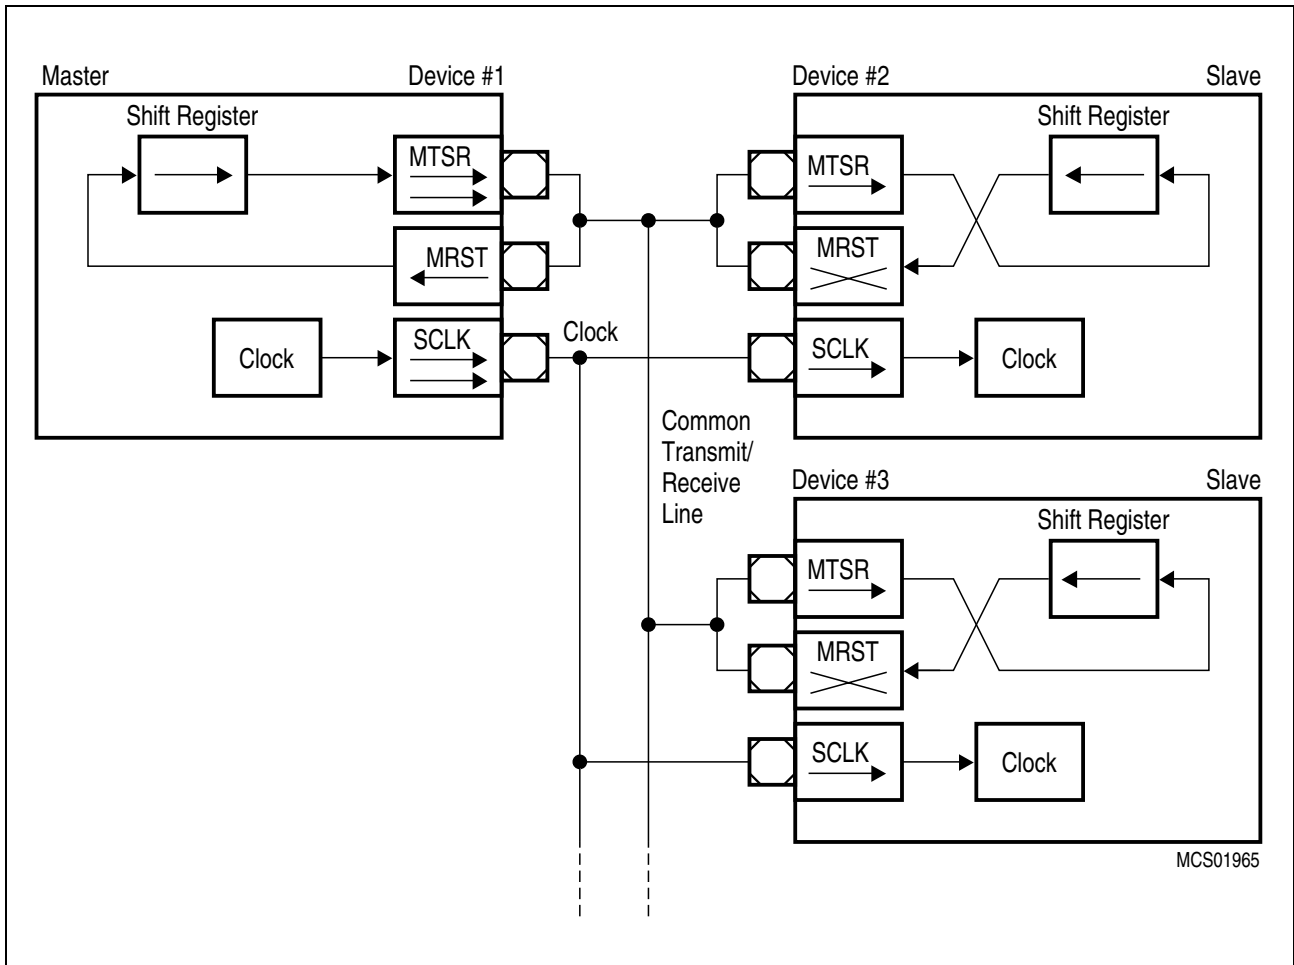 Master
Device #1
Shift Register
MTSR
MRST
Clock
SCLK
Clock
Common
Transmit/
Receive
Line
Device #2
Slave
Shift Register
MTSR
MRST
SCLK
Clock
Device #3
Slave
Shift Register
MTSR
MRST
SCLK
Clock
MCS01965